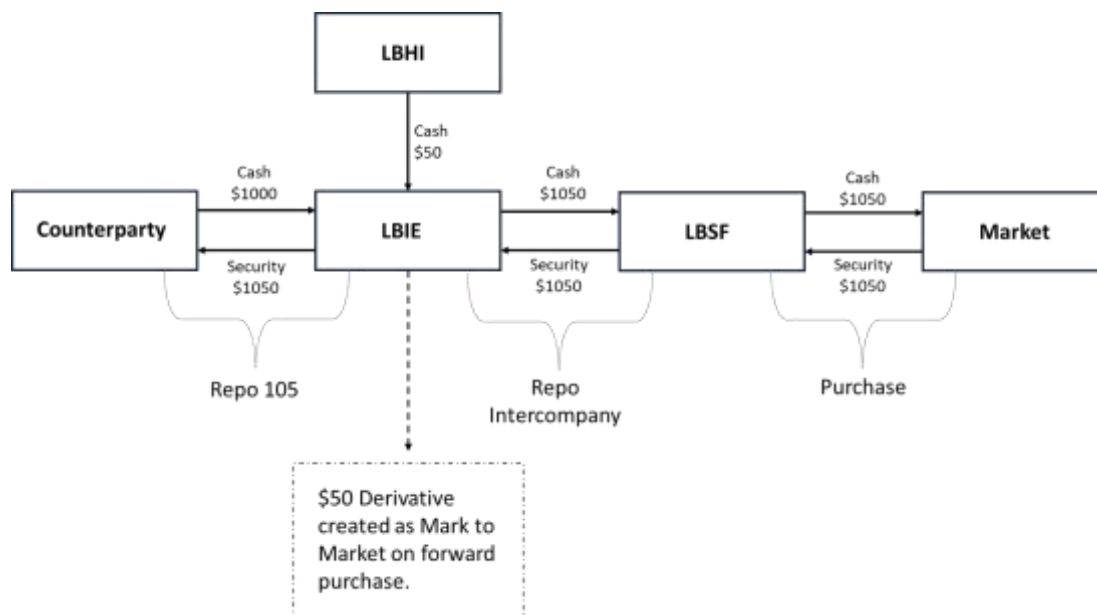 LBHI
Cash
$50
Cash
$1000
Cash
$1050
Cash
$1050
Counterparty
LBIE
LBSF
Market
Security
$1050
Security
$1050
Security
$1050
Repo 105
Repo
Intercompany
Purchase
$50 Derivative
created as Mark to
Market on forward
purchase.